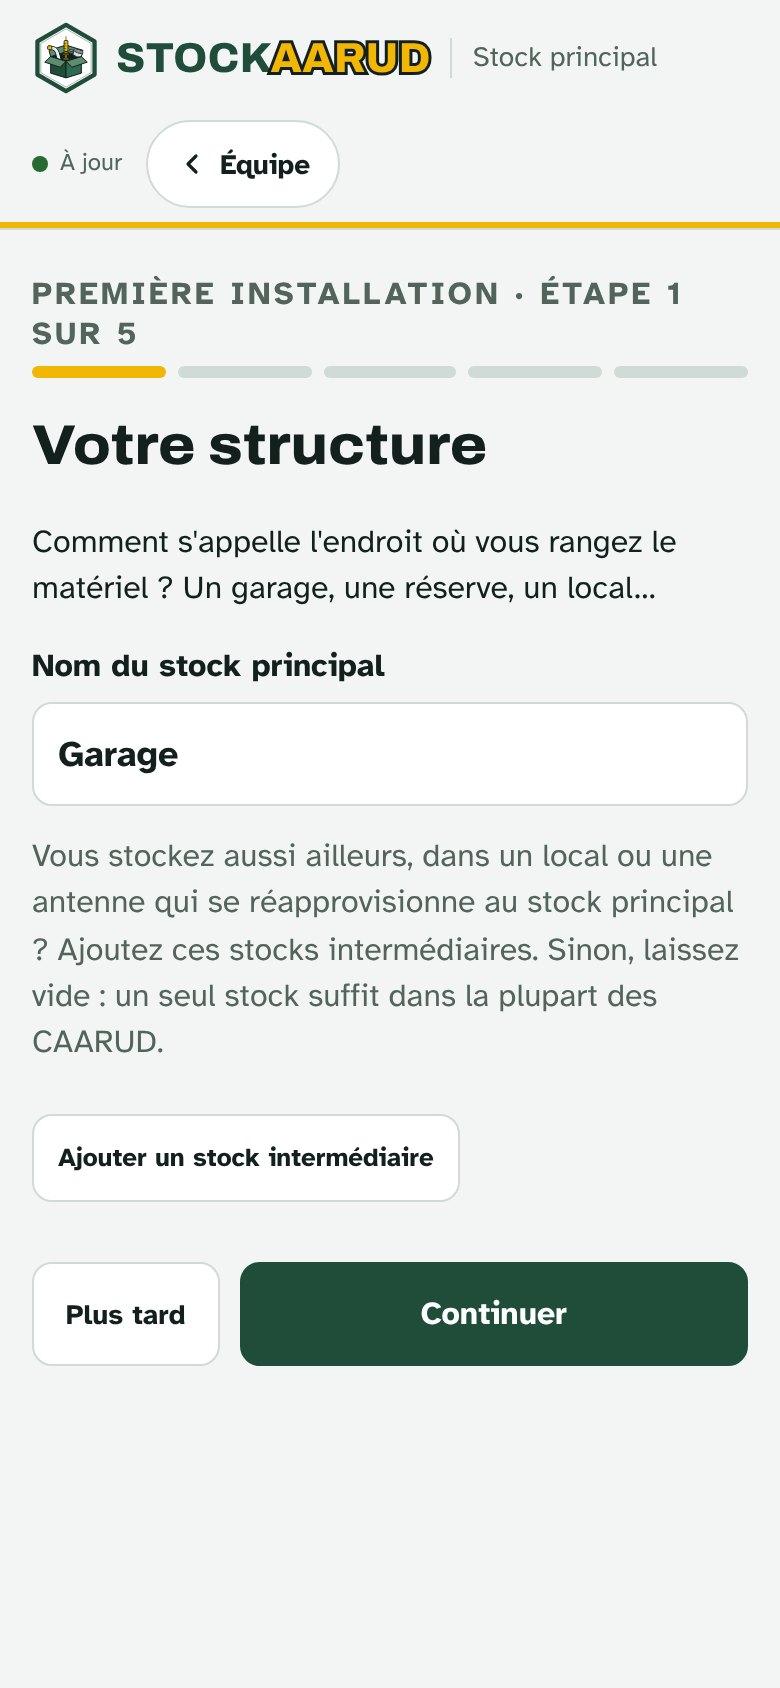 STOCKAARUD
Stock principal
À jour
Équipe
PREMIÈRE INSTALLATION · ÉTAPE 1
SUR 5
Votre structure
Comment s'appelle l'endroit où vous rangez le
matériel ? Un garage, une réserve, un local...
Nom du stock principal
Garage
Vous stockez aussi ailleurs, dans un local ou une
antenne qui se réapprovisionne au stock principal
? Ajoutez ces stocks intermédiaires. Sinon, laissez
vide : un seul stock suffit dans la plupart des
CAARUD.
Ajouter un stock intermédiaire
Plus tard
Continuer